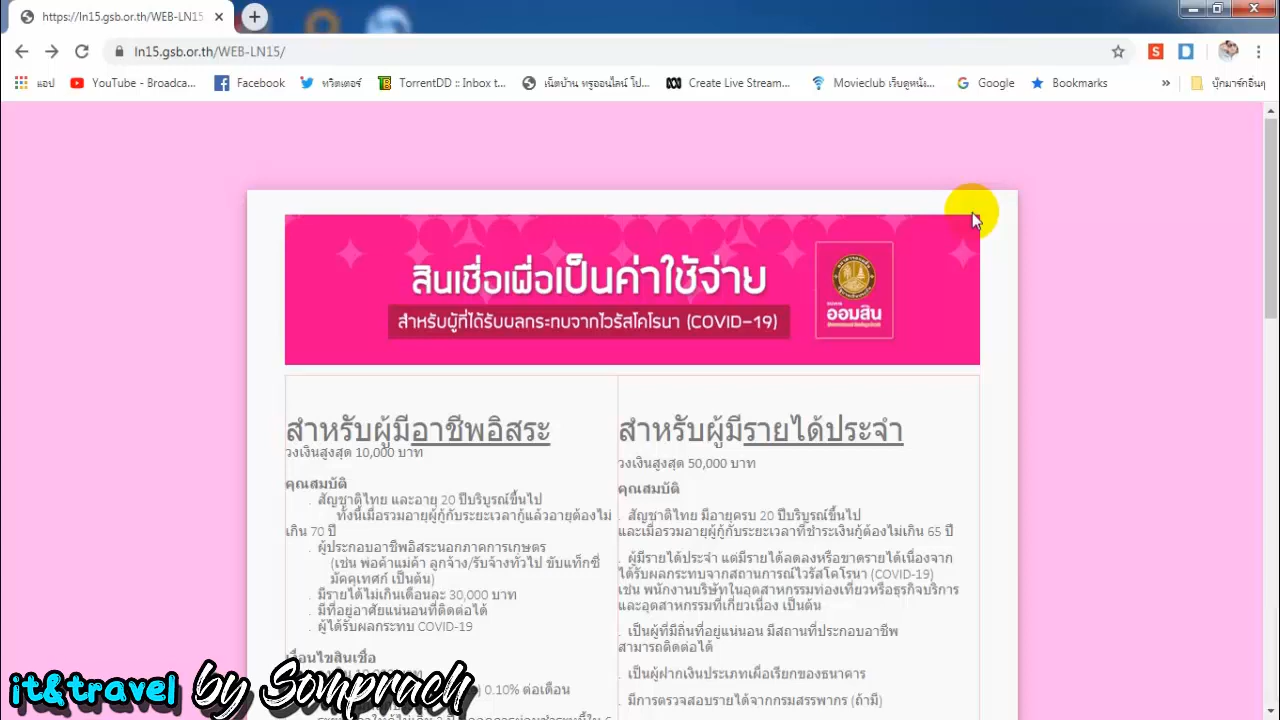 https://ln15.gsb.or.th/WEB-LN15
ln15.gsb.or.th/WEB-LN15/
แอป YouTube - Broadca... Facebook ทวิตเตอร์ TorrentDD :: Inbox t... เน็ตบ้าน ทรูออนไลน์ โป... Create Live Stream... Movieclub เว็บดูหนัง... Google Bookmarks » บุ๊กมาร์กอื่นๆ
สินเชื่อเพื่อเป็นค่าใช้จ่าย
สำหรับผู้ที่ได้รับผลกระทบจากไวรัสโคโรนา (COVID-19)
ออมสิน
สำหรับผู้มีอาชีพอิสระ
วงเงินสูงสุด 10,000 บาท
คุณสมบัติ
. สัญชาติไทย และอายุ 20 ปีบริบูรณ์ขึ้นไป
ทั้งนี้เมื่อรวมอายุผู้กู้กับระยะเวลากู้แล้วอายุต้องไม่
เกิน 70 ปี
. ผู้ประกอบอาชีพอิสระนอกภาคการเกษตร
(เช่น พ่อค้าแม่ค้า ลูกจ้าง/รับจ้างทั่วไป ขับแท็กซี่
มัคคุเทศก์ เป็นต้น)
. มีรายได้ไม่เกินเดือนละ 30,000 บาท
. มีที่อยู่อาศัยแน่นอนที่ติดต่อได้
. ผู้ได้รับผลกระทบ COVID-19
เงื่อนไขสินเชื่อ
) 0.10% ต่อเดือน
สำหรับผู้มีรายได้ประจำ
วงเงินสูงสุด 50,000 บาท
คุณสมบัติ
. สัญชาติไทย มีอายุครบ 20 ปีบริบูรณ์ขึ้นไป
และเมื่อรวมอายุผู้กู้กับระยะเวลาที่ชำระเงินกู้ต้องไม่เกิน 65 ปี
. ผู้มีรายได้ประจำ แต่มีรายได้ลดลงหรือขาดรายได้เนื่องจาก
ได้รับผลกระทบจากสถานการณ์ไวรัสโคโรนา (COVID-19)
เช่น พนักงานบริษัทในอุตสาหกรรมท่องเที่ยวหรือธุรกิจบริการ
และอุตสาหกรรมที่เกี่ยวเนื่อง เป็นต้น
. เป็นผู้ที่มีถิ่นที่อยู่แน่นอน มีสถานที่ประกอบอาชีพ
สามารถติดต่อได้
. เป็นผู้ฝากเงินประเภทเผื่อเรียกของธนาคาร
. มีการตรวจสอบรายได้จากกรมสรรพากร (ถ้ามี)
it&travel by Somprach